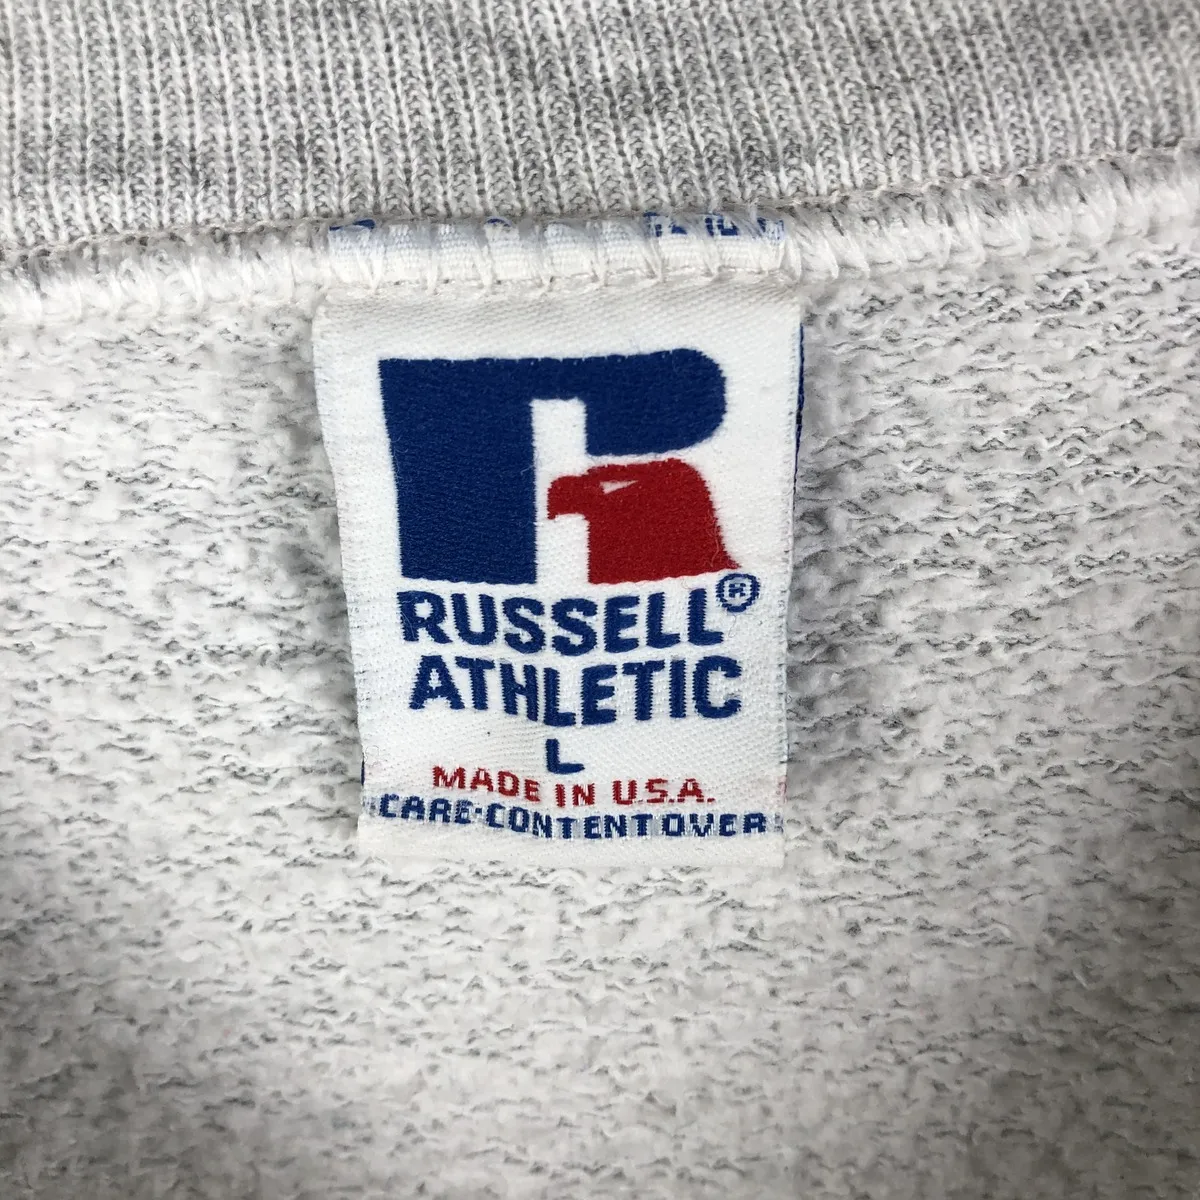 RUSSELL®
ATHLETIC
L
MADE IN U.S.A.
CARE·CONTENT OVER